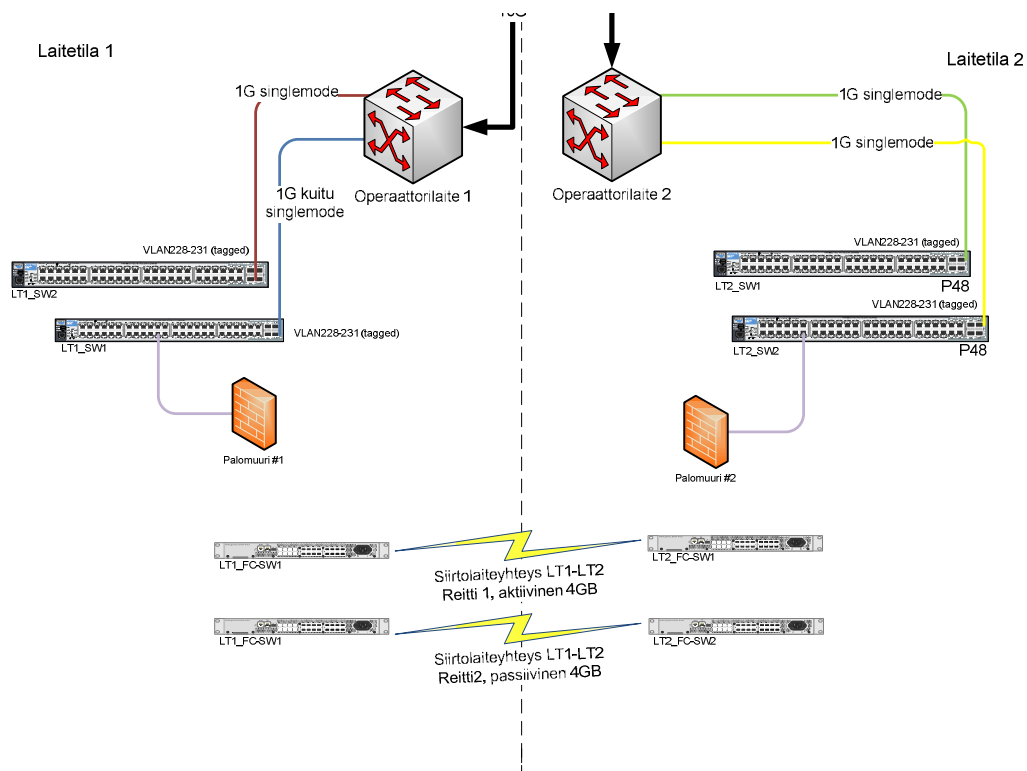 Laitetila 1
Laitetila 2
1G singlemode
1G singlemode
1G singlemode
1G kuitu
singlemode
Operaattorilaite 1
Operaattorilaite 2
VLAN228-231 (tagged)
VLAN228-231 (tagged)
LT1_SW2
P48
LT2_SW1
VLAN228-231 (tagged)
VLAN228-231 (tagged)
LT1_SW1
LT2_SW2
P48
Palomuuri #1
Palomuuri #2
LT1_FC-SW1
LT2_FC-SW1
Siirtolaiteyhteys LT1-LT2
Reitti 1, aktiivinen 4GB
LT1_FC-SW1
LT2_FC-SW2
Siirtolaiteyhteys LT1-LT2
Reitti2, passiivinen 4GB